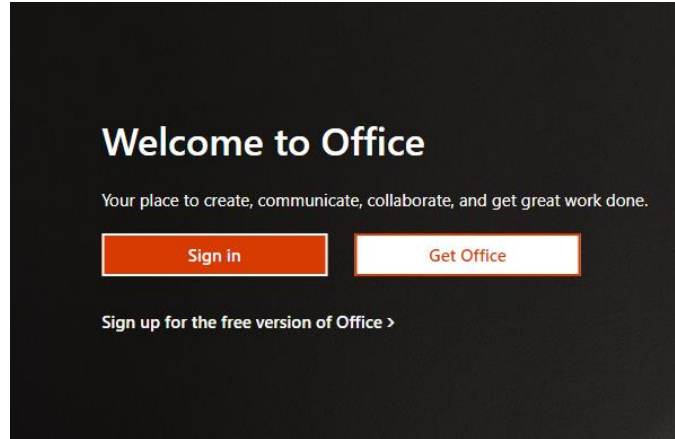 Welcome to Office
Your place to create, communicate, collaborate, and get great work done.
Sign in
Get Office
Sign up for the free version of Office >